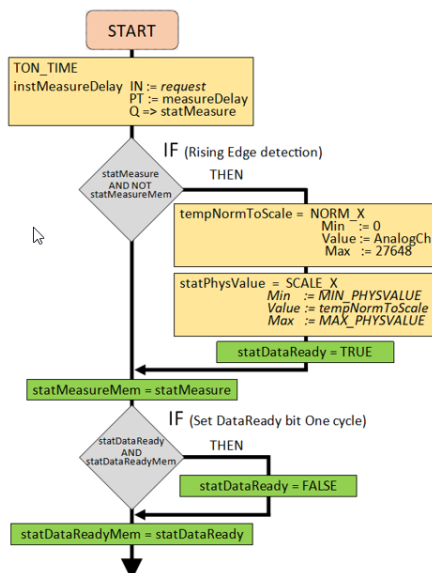 START
TON_TIME
instMeasureDelay IN := request
PT := measureDelay
Q => statMeasure
IF (Rising Edge detection)
statMeasure
AND NOT
statMeasureMem
THEN
tempNormToScale = NORM_X
Min := 0
Value := AnalogCh
Max := 27648
statPhysValue = SCALE_X
Min := MIN_PHYSVALUE
Value := tempNormToScale
Max := MAX_PHYSVALUE
statDataReady = TRUE
statMeasureMem = statMeasure
IF (Set DataReady bit One cycle)
statDataReady
AND
statDataReadyMem
THEN
statDataReady = FALSE
statDataReadyMem = statDataReady